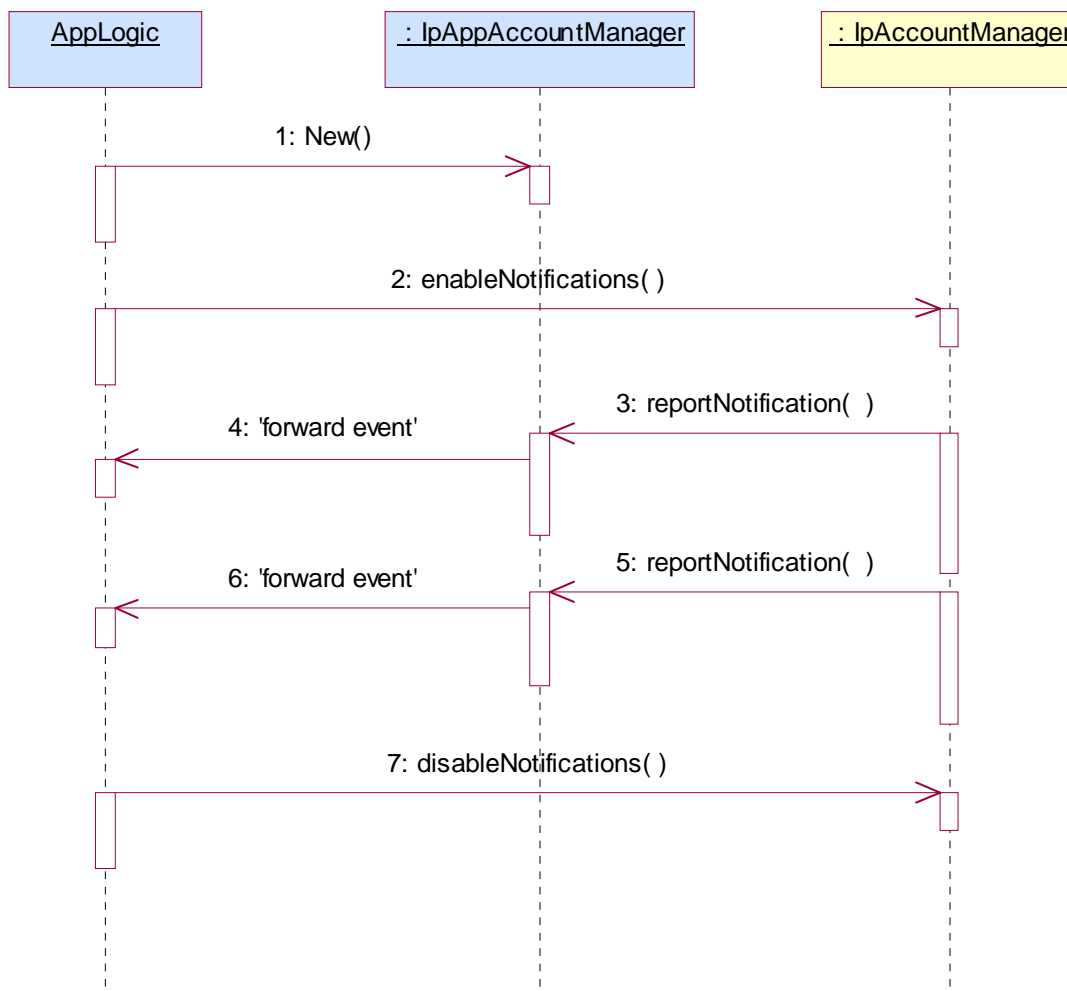 AppLogic
: IpAppAccountManager
: IpAccountManager
1: New()
2: enableNotifications( )
3: reportNotification(  )
4: 'forward event'
5: reportNotification(  )
6: 'forward event'
7: disableNotifications( )